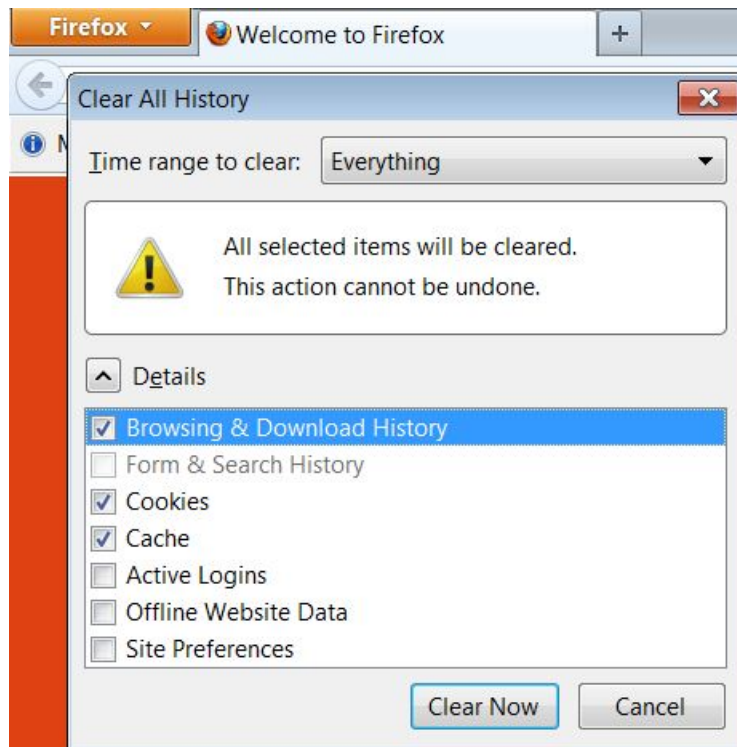 Firefox
Welcome to Firefox
+
Clear All History
Time range to clear: Everything
All selected items will be cleared.
This action cannot be undone.
Details
Browsing & Download History
Form & Search History
Cookies
Cache
Active Logins
Offline Website Data
Site Preferences
Clear Now Cancel